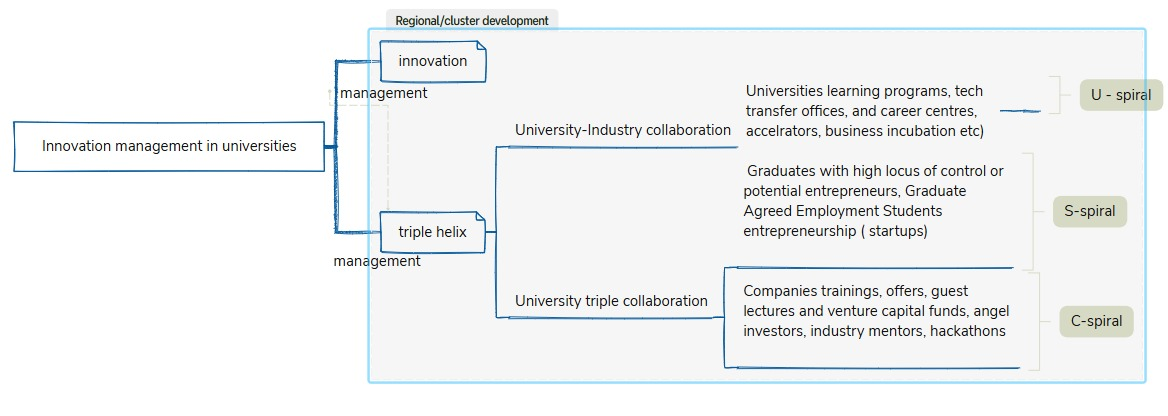 Regional/cluster development
innovation
management
Innovation management in universities
triple helix
management
University-Industry collaboration
University triple collaboration
Universities learning programs, tech
transfer offices, and career centres,
accelrators, business incubation etc)
U - spiral
Graduates with high locus of control or
potential entrepreneurs, Graduate
Agreed Employment Students
entrepreneurship ( startups)
S-spiral
Companies trainings, offers, guest
lectures and venture capital funds, angel
investors, industry mentors, hackathons
C-spiral